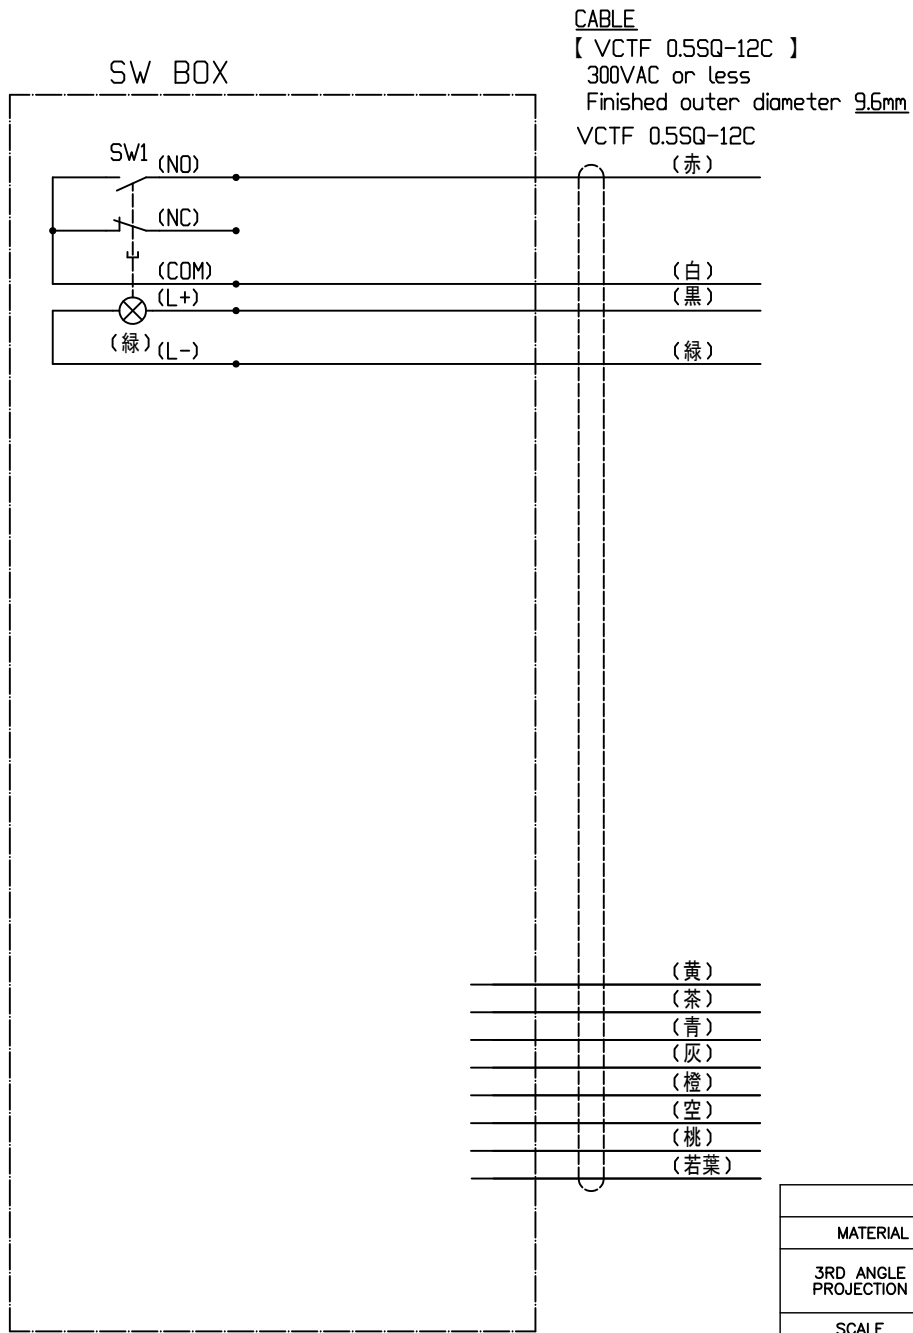 CABLE
【 VCTF 0.5SQ-12C 】
300VAC or less
Finished outer diameter 9.6mm
VCTF 0.5SQ-12C
SW BOX
SW1
(NO)
(赤)
(NC)
(COM)
(白)
(L+)
(黒)
(緑)
(L-)
(緑)
(黄)
(茶)
(青)
(灰)
(橙)
(空)
(桃)
(若葉)
MATERIAL
3RD ANGLE
PROJECTION
SCALE